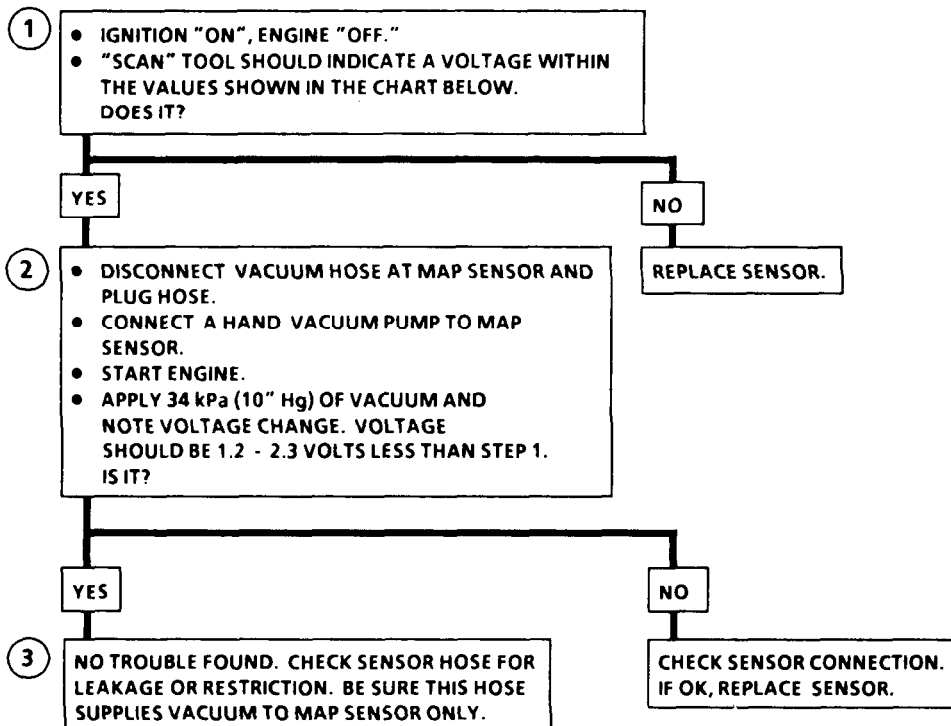 1
• IGNITION "ON", ENGINE "OFF."
• "SCAN" TOOL SHOULD INDICATE A VOLTAGE WITHIN
THE VALUES SHOWN IN THE CHART BELOW.
DOES IT?
YES
NO
2
• DISCONNECT VACUUM HOSE AT MAP SENSOR AND
PLUG HOSE.
• CONNECT A HAND VACUUM PUMP TO MAP
SENSOR.
• START ENGINE.
• APPLY 34 kPa (10" Hg) OF VACUUM AND
NOTE VOLTAGE CHANGE. VOLTAGE
SHOULD BE 1.2 - 2.3 VOLTS LESS THAN STEP 1.
IS IT?
REPLACE SENSOR.
YES
NO
3
NO TROUBLE FOUND. CHECK SENSOR HOSE FOR
LEAKAGE OR RESTRICTION. BE SURE THIS HOSE
SUPPLIES VACUUM TO MAP SENSOR ONLY.
CHECK SENSOR CONNECTION.
IF OK, REPLACE SENSOR.